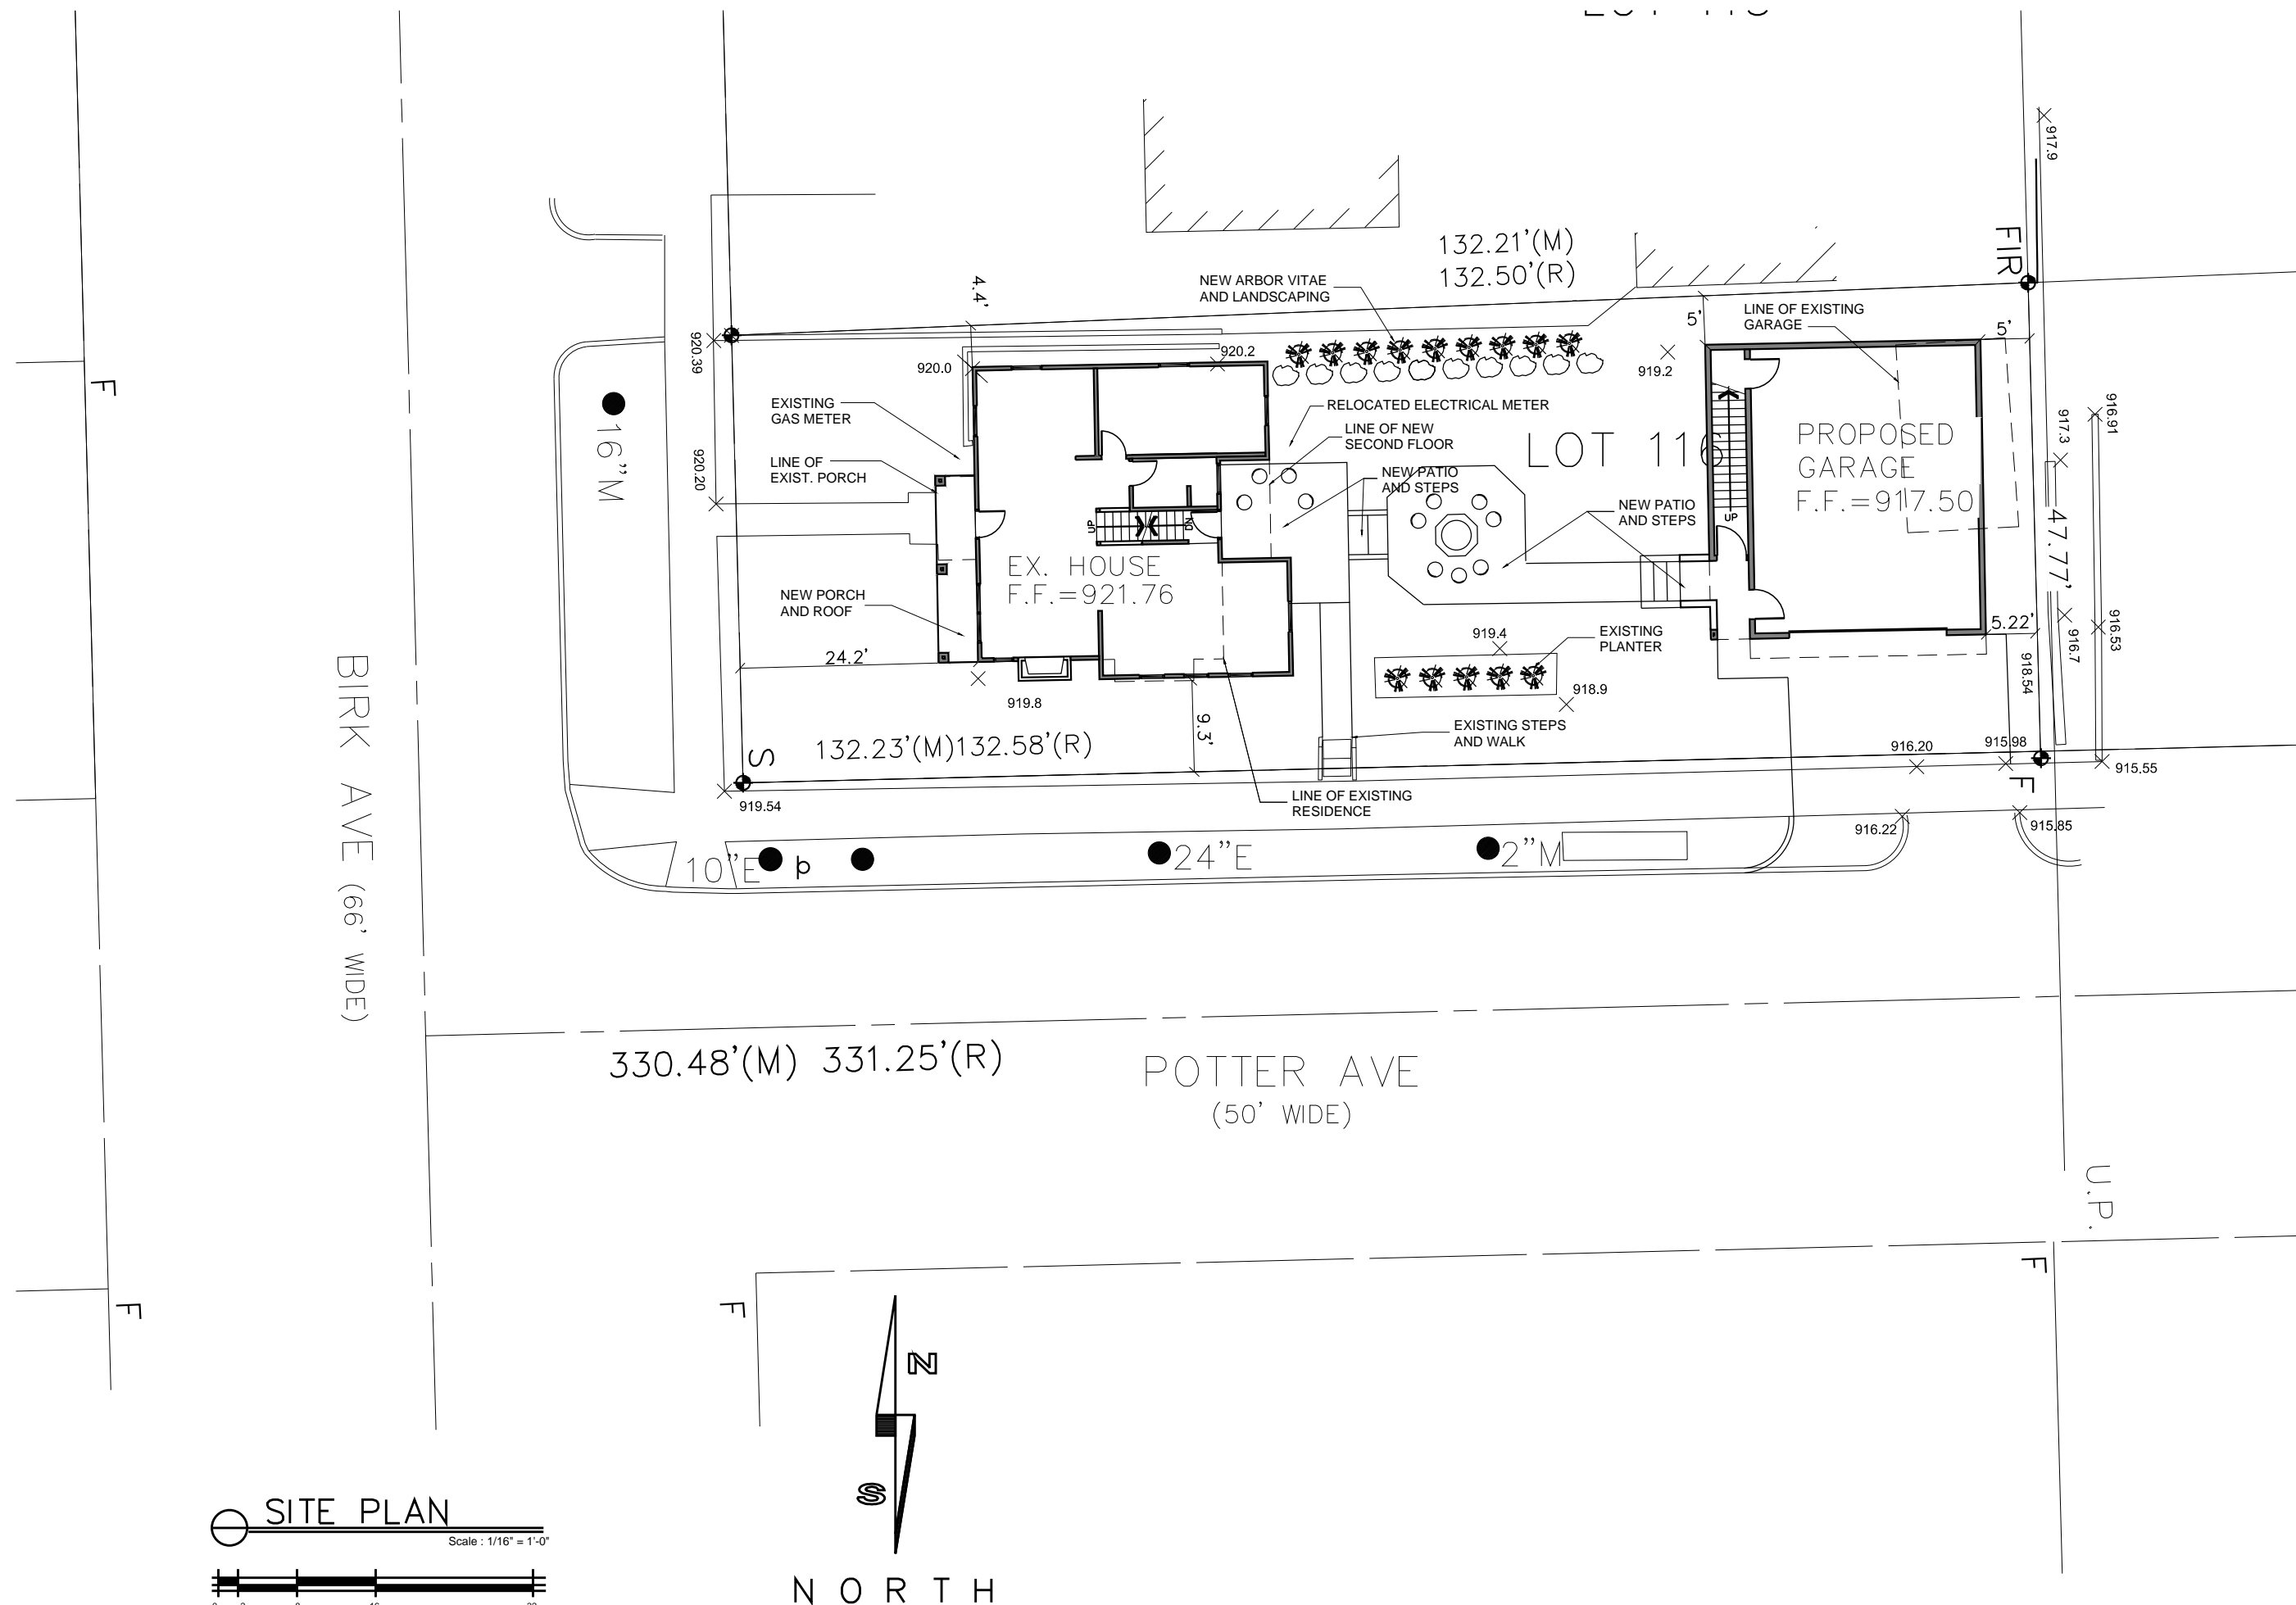 917.9
132.21'(M)
132.50'(R)
FIR
4.4'
NEW ARBOR VITAE
AND LANDSCAPING
LINE OF EXISTING
GARAGE
5'
5'
920.39
920.0
920.2
919.2
F
16"M
EXISTING
GAS METER
RELOCATED ELECTRICAL METER
LINE OF NEW
SECOND FLOOR
LOT 116
PROPOSED
GARAGE
F.F.=917.50
917.3
916.91
LINE OF
EXIST. PORCH
920.20
NEW PATIO
AND STEPS
NEW PATIO
AND STEPS
UP
DN
UP
47.77'
EX. HOUSE
F.F.=921.76
NEW PORCH
AND ROOF
919.4
EXISTING
PLANTER
5.22'
916.7
916.53
24.2'
918.54
919.8
918.9
BIRK AVE (66' WIDE)
S
132.23'(M)132.58'(R)
9.3'
EXISTING STEPS
AND WALK
916.20
915.98
915.55
919.54
LINE OF EXISTING
RESIDENCE
F
916.22
915.85
10"E
þ
24"E
2"M
330.48'(M) 331.25'(R)
POTTER AVE
(50' WIDE)
U.P.
F
F
F
N
S
NORTH
SITE PLAN
Scale : 1/16" = 1'-0"